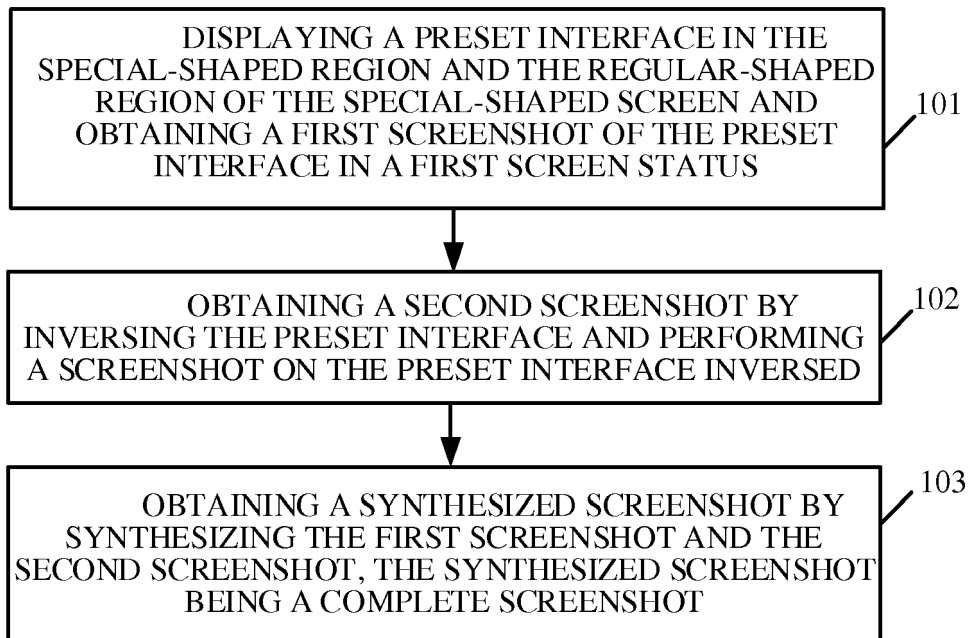 DISPLAYING A PRESET INTERFACE IN THE
SPECIAL-SHAPED REGION AND THE REGULAR-SHAPED
REGION OF THE SPECIAL-SHAPED SCREEN AND
OBTAINING A FIRST SCREENSHOT OF THE PRESET
INTERFACE IN A FIRST SCREEN STATUS
101
OBTAINING A SECOND SCREENSHOT BY
INVERSING THE PRESET INTERFACE AND PERFORMING
A SCREENSHOT ON THE PRESET INTERFACE INVERSED
102
OBTAINING A SYNTHESIZED SCREENSHOT BY
SYNTHESIZING THE FIRST SCREENSHOT AND THE
SECOND SCREENSHOT, THE SYNTHESIZED SCREENSHOT
BEING A COMPLETE SCREENSHOT
103